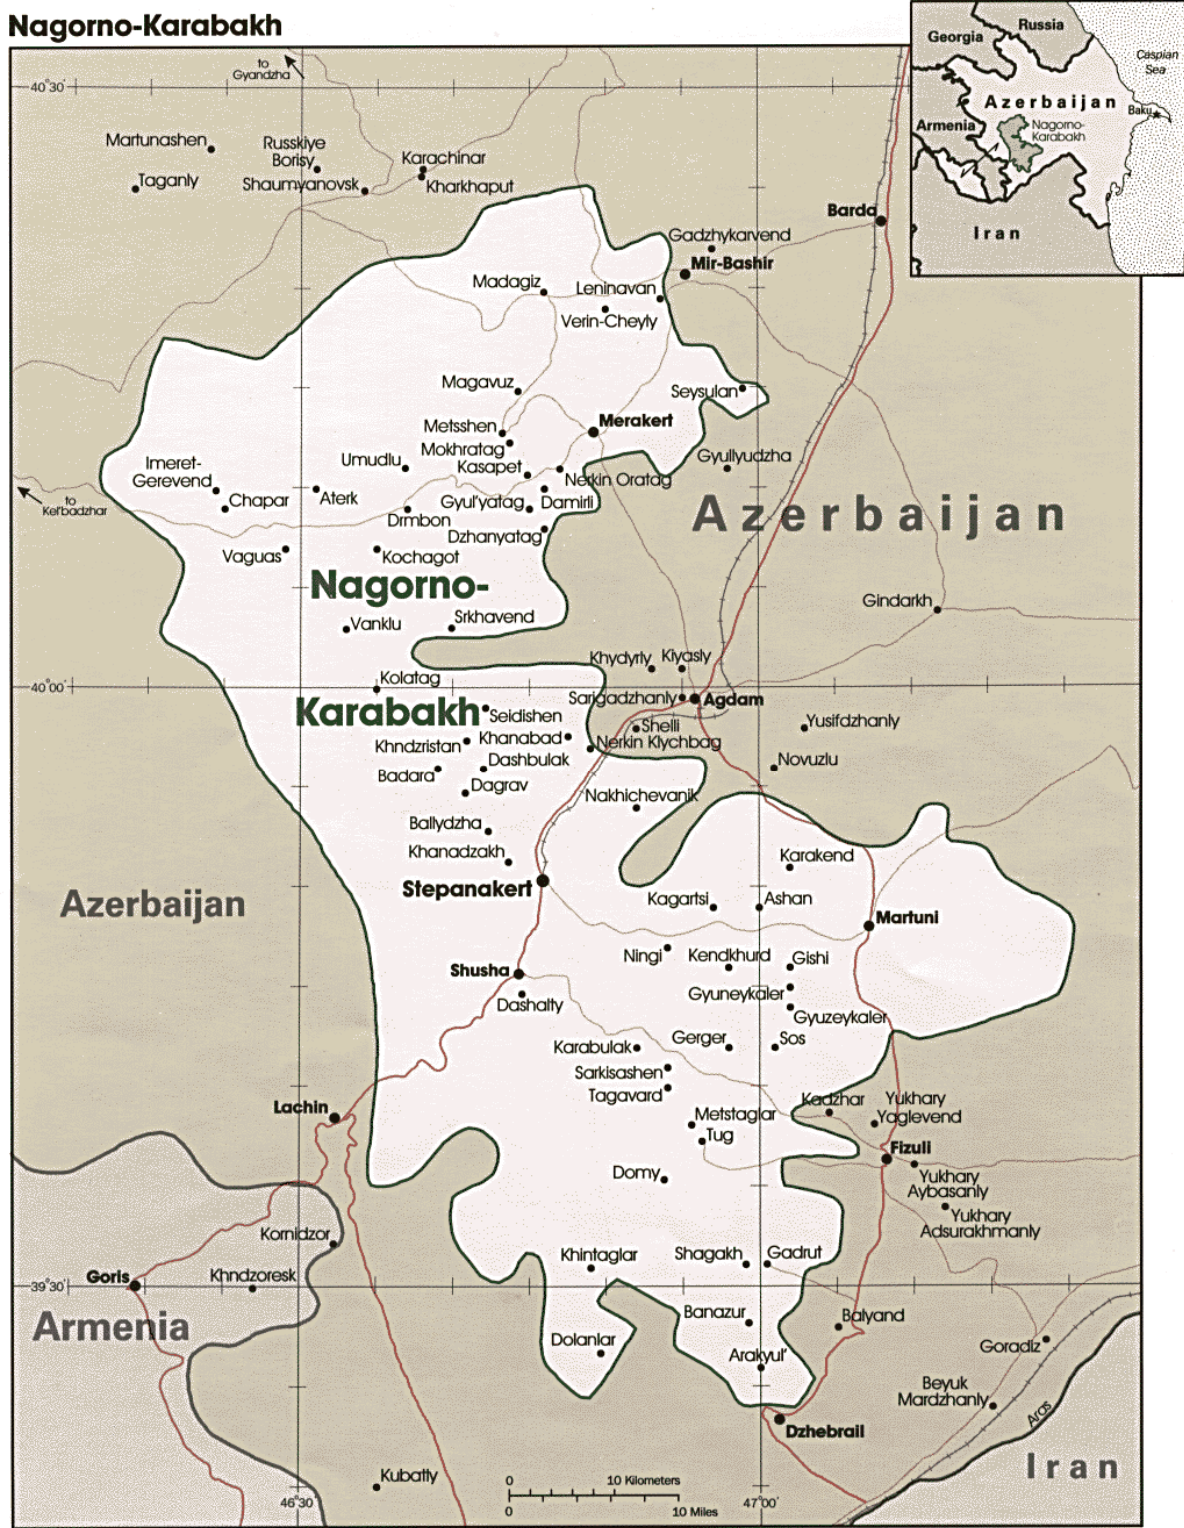 Nagorno-Karabakh
Russia
Georgia
Caspian
Sea
Azerbaijan
Baku
Armenia
Nagorno-
Karabakh
Iran
to
Gyandzha
40°30'
Martunashen
Russkiye
Borisy
Karachinar
Taganly
Shaumyanovsk
Kharkhaput
Barda
Gadzhykarvend
Mir-Bashir
Madagiz
Leninavan
Verin-Cheyly
Magavuz
Seysulan
Metsshen
Merakert
Mokhratag
Gyullyudzha
Imeret-
Gerevend
Umudlu
Kasapet
Nerkin Oratag
to
Kel'badzhar
Chapar
Aterk
Gyul'yatag
Damirli
Drmbon
Azerbaijan
Dzhanyatag
Vaguas
Kochagot
Nagorno-
Gindarkh
Vanklu
Srkhavend
Khydyrly
Kiyasly
Kolatag
40°00'
Sarigadzhanly
Agdam
Karabakh
Seidishen
Yusifdzhanly
Shelli
Khndzristan
Khanabad
Nerkin Klychbag
Dashbulak
Novuzlu
Badara
Dagrav
Nakhichevanik
Ballydzha
Khanadzakh
Karakend
Stepanakert
Kagartsi
Ashan
Azerbaijan
Martuni
Ningi
Kendkhurd
Gishi
Shusha
Gyuneykaler
Dashalty
Gyuzeykaler
Gerger
Sos
Karabulak
Sarkisashen
Tagavard
Kadzhar
Yukhary
Yaglevend
Lachin
Metstaglar
Tug
Fizuli
Domy
Yukhary
Aybasanly
Yukhary
Adsurakhmanly
Kornidzor
Khintaglar
Shagakh
Gadrut
Goris
Khndzoresk
39°30'
Armenia
Banazur
Balyand
Dolanlar
Goradiz
Arakyul'
Beyuk
Mardzhanly
Aras
Dzhebrail
Iran
Kubatly
0
10 Kilometers
0
10 Miles
46°30'
47°00'